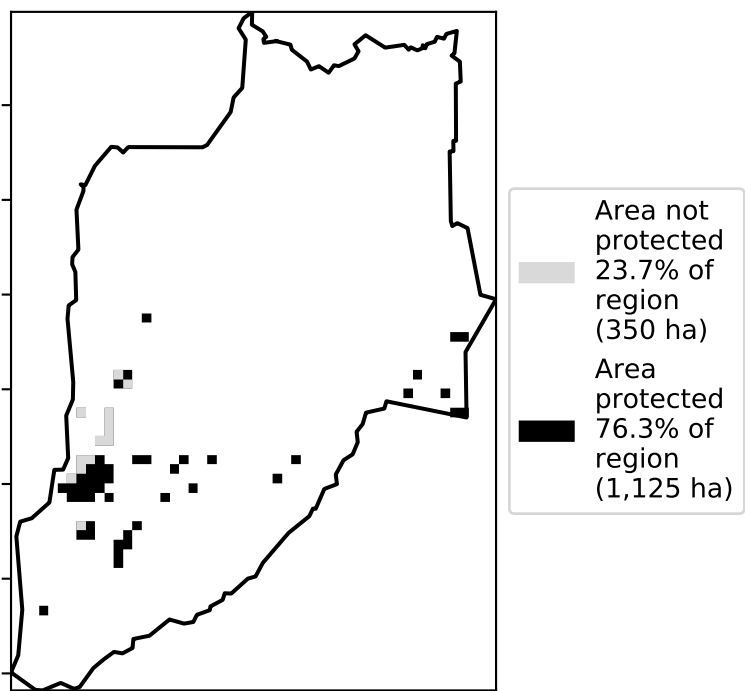 Area not
protected
23.7% of
region
(350 ha)
Area
protected
76.3% of
region
(1,125 ha)